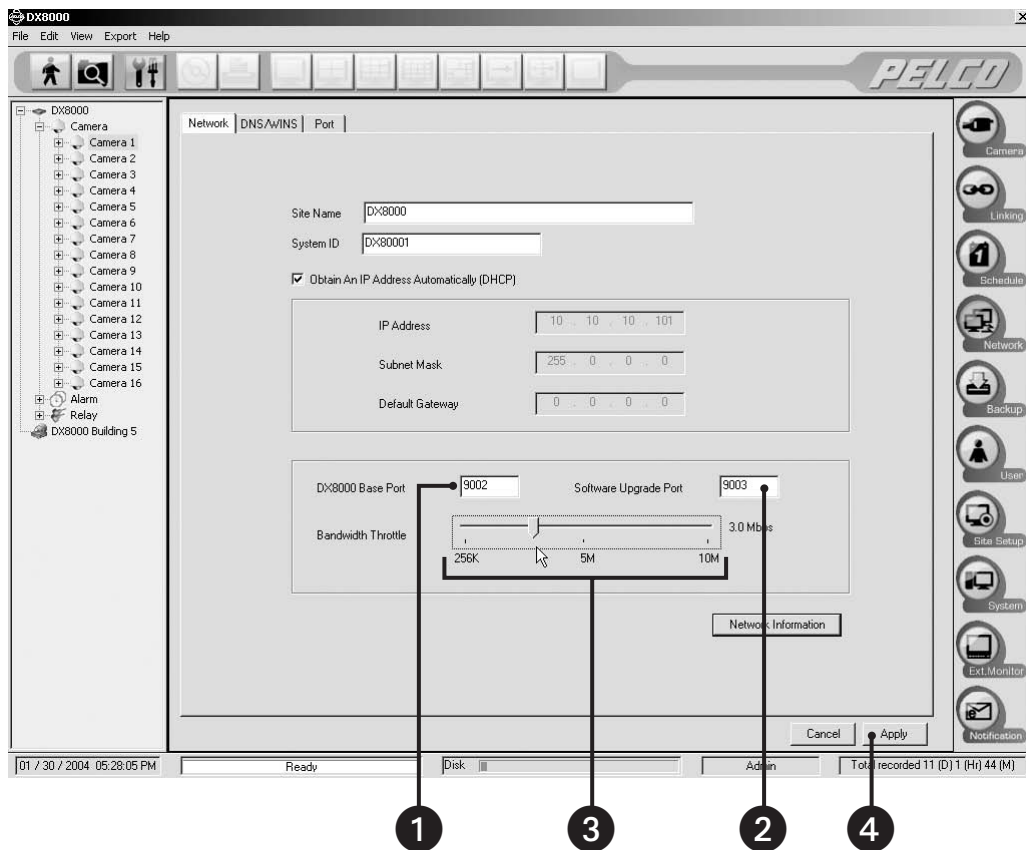 DX8000
File Edit View Export Help
PELCO
DX8000
Camera
Camera 1
Camera 2
Camera 3
Camera 4
Camera 5
Camera 6
Camera 7
Camera 8
Camera 9
Camera 10
Camera 11
Camera 12
Camera 13
Camera 14
Camera 15
Camera 16
Alarm
Relay
DX8000 Building 5
Network DNS/WINS Port
Site Name DX8000
System ID DX80001
Obtain An IP Address Automatically (DHCP)
IP Address 10 . 10 . 10 . 101
Subnet Mask 255 . 0 . 0 . 0
Default Gateway 0 . 0 . 0 . 0
DX8000 Base Port 9002 Software Upgrade Port 9003
Bandwidth Throttle 3.0 Mbps
256K 5M 10M
Network Information
Cancel Apply
Camera
Linking
1
Schedule
Network
Backup
User
Site Setup
System
Ext.Monitor
Notification
01 / 30 / 2004 05:28:05 PM Ready Disk Admin Total recorded 11 (D) 1 (Hr) 44 (M)
1 3 2 4